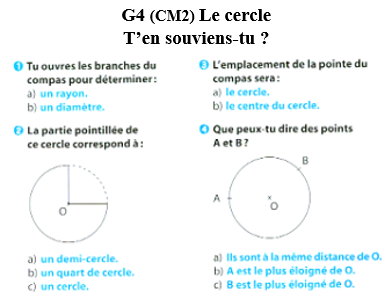 G4 (CM2) Le cercle
T'en souviens-tu ?
1 Tu ouvres les branches du
compas pour déterminer :
a) un rayon.
b) un diamètre.
2 La partie pointillée de
ce cercle correspond à :
O
a) un demi-cercle.
b) un quart de cercle.
c) un cercle.
3 L'emplacement de la pointe du
compas sera :
a) le cercle.
b) le centre du cercle.
4 Que peux-tu dire des points
A et B ?
B
A
O
a) Ils sont à la même distance de O.
b) A est le plus éloigné de O.
c) B est le plus éloigné de O.